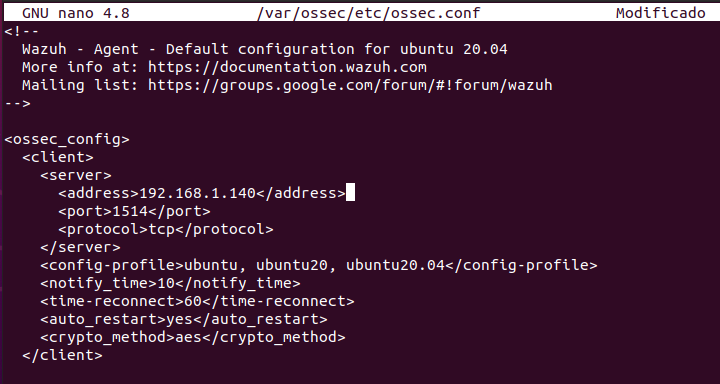 GNU nano 4.8 /var/ossec/etc/ossec.conf Modificado
<!--
  Wazuh - Agent - Default configuration for ubuntu 20.04
  More info at: https://documentation.wazuh.com
  Mailing list: https://groups.google.com/forum/#!forum/wazuh
-->

<ossec_config>
  <client>
    <server>
      <address>192.168.1.140</address>
      <port>1514</port>
      <protocol>tcp</protocol>
    </server>
    <config-profile>ubuntu, ubuntu20, ubuntu20.04</config-profile>
    <notify_time>10</notify_time>
    <time-reconnect>60</time-reconnect>
    <auto_restart>yes</auto_restart>
    <crypto_method>aes</crypto_method>
  </client>